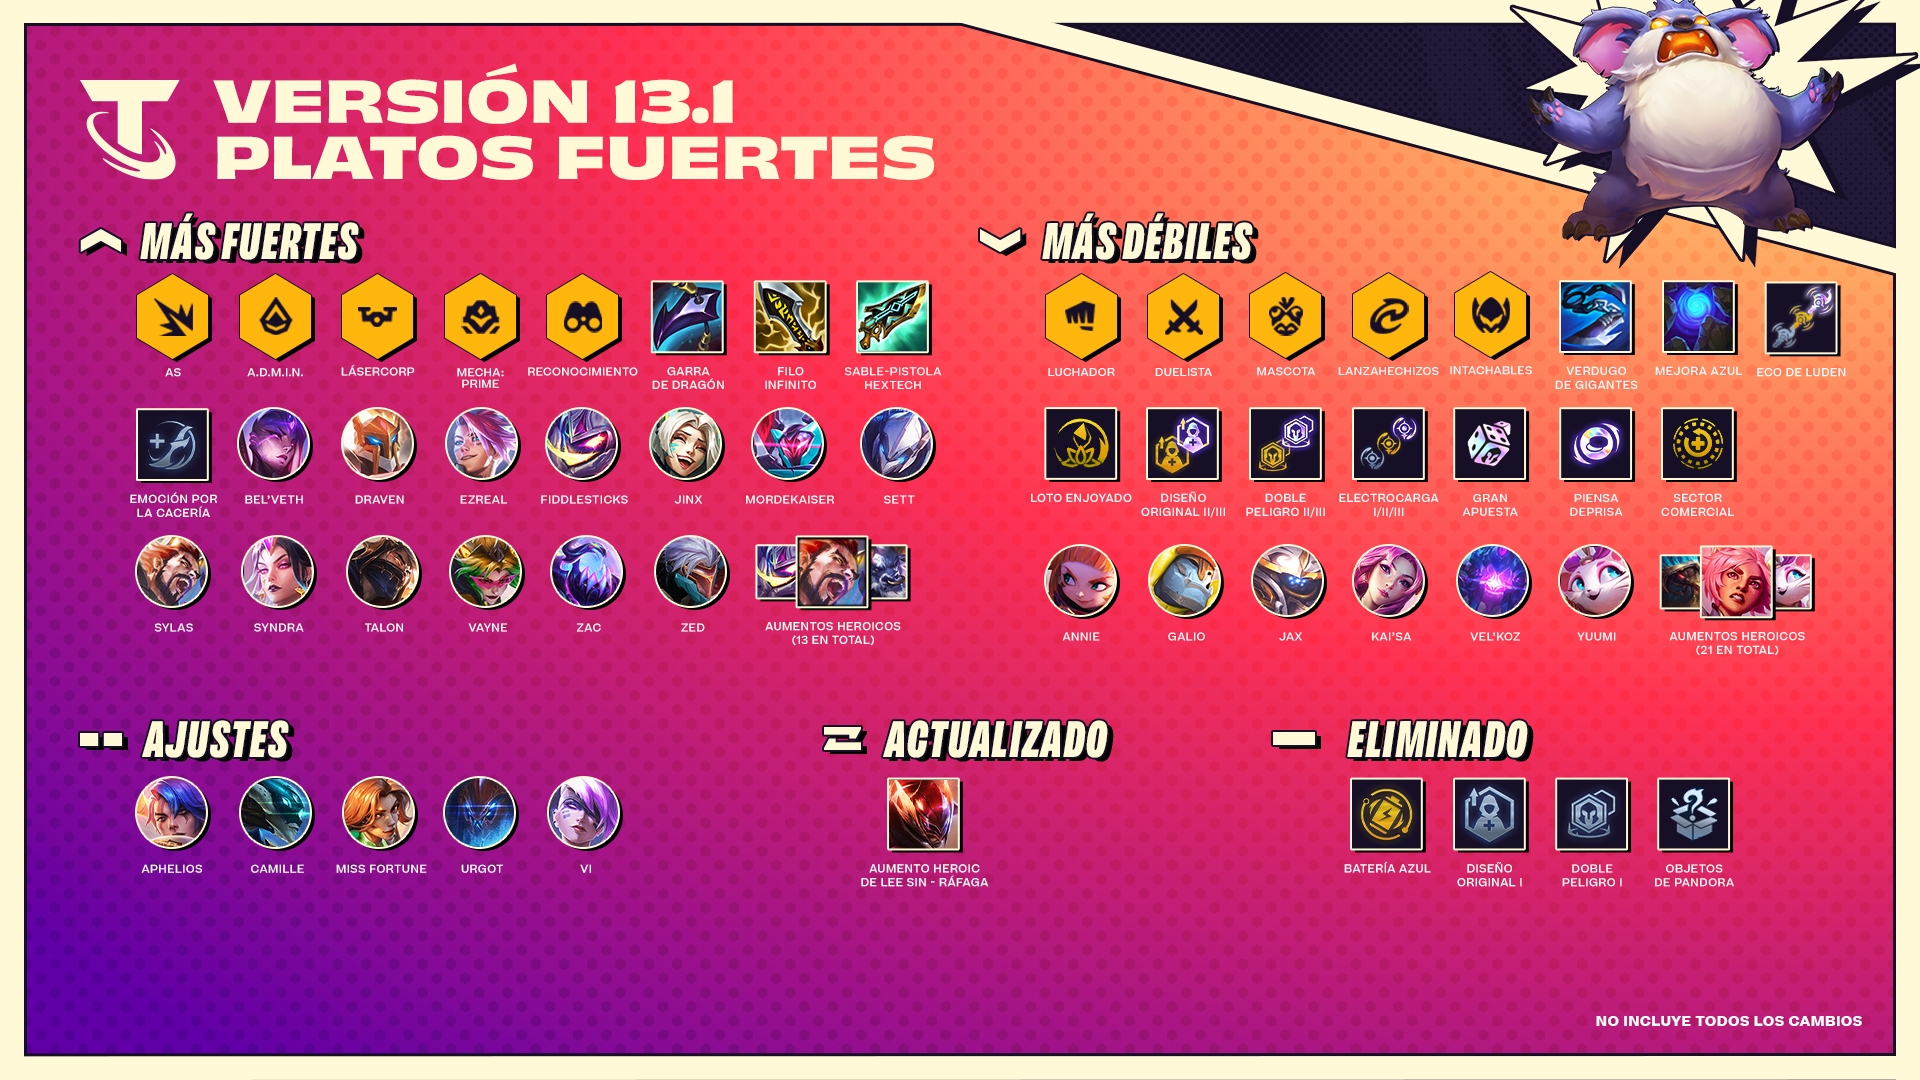 VERSIÓN 13.1
PLATOS FUERTES
MÁS FUERTES
AS
A.D.M.I.N.
LÁSERCORP
MECHA:
PRIME
RECONOCIMIENTO
GARRA
DE DRAGÓN
FILO
INFINITO
SABLE-PISTOLA
HEXTECH
EMOCIÓN POR
LA CACERÍA
BEL'VETH
DRAVEN
EZREAL
FIDDLESTICKS
JINX
MORDEKAISER
SETT
SYLAS
SYNDRA
TALON
VAYNE
ZAC
ZED
AUMENTOS HEROICOS
(13 EN TOTAL)
MÁS DÉBILES
LUCHADOR
DUELISTA
MASCOTA
LANZAHECHIZOS
INTACHABLES
VERDUGO
DE GIGANTES
MEJORA AZUL
ECO DE LUDEN
LOTO ENJOYADO
DISEÑO
ORIGINAL II/III
DOBLE
PELIGRO II/III
ELECTROCARGA
I/II/III
GRAN
APUESTA
PIENSA
DEPRISA
SECTOR
COMERCIAL
ANNIE
GALIO
JAX
KAI'SA
VEL'KOZ
YUUMI
AUMENTOS HEROICOS
(21 EN TOTAL)
AJUSTES
APHELIOS
CAMILLE
MISS FORTUNE
URGOT
VI
ACTUALIZADO
AUMENTO HEROIC
DE LEE SIN - RÁFAGA
ELIMINADO
BATERÍA AZUL
DISEÑO
ORIGINAL I
DOBLE
PELIGRO I
OBJETOS
DE PANDORA
NO INCLUYE TODOS LOS CAMBIOS